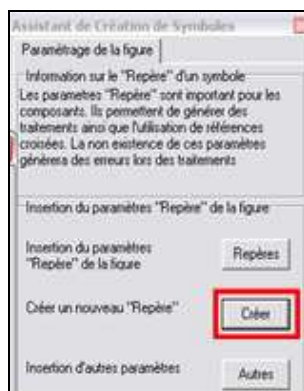 Assistant de Création de Symboles
Paramétrage de la figure
Information sur le "Repère" d'un symbole
Les parametres "Repère" sont important pour les
composants. Ils permettent de générer des
traitements ainsi que l'utilisation de références
croisées. La non existence de ces paramètres
génèrera des erreurs lors des traitements
Insertion du paramètres "Repère" de la figure
Insertion du paramètres
"Repère" de la figure
Repères
Créer un nouveau "Repère"
Créer
Insertion d'autres paramètres
Autres